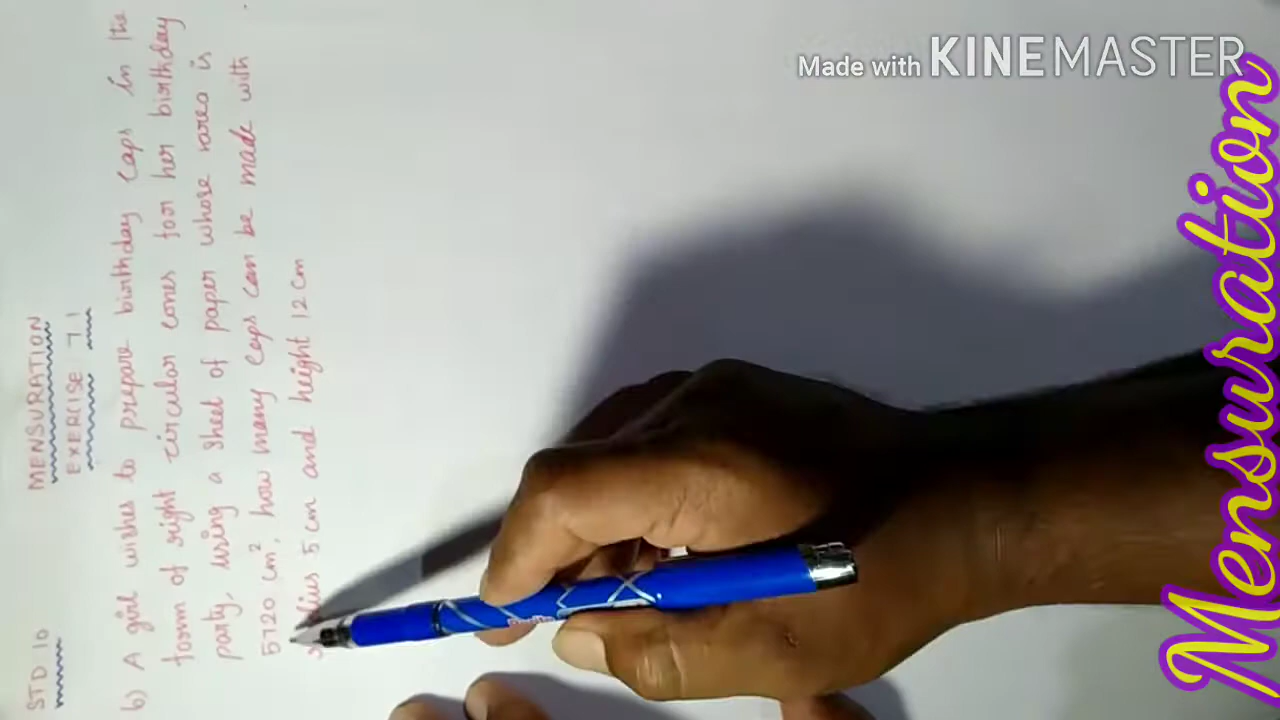 STD 10
MENSURATION
EXERCISE 7.1
b) A girl wishes to prepare birthday caps in the
form of right circular cones for her birthday
party, using a sheet of paper whose area is
5720 cm², how many caps can be made with
radius 5 cm and height 12 cm
Made with KINEMASTER
Mensuration